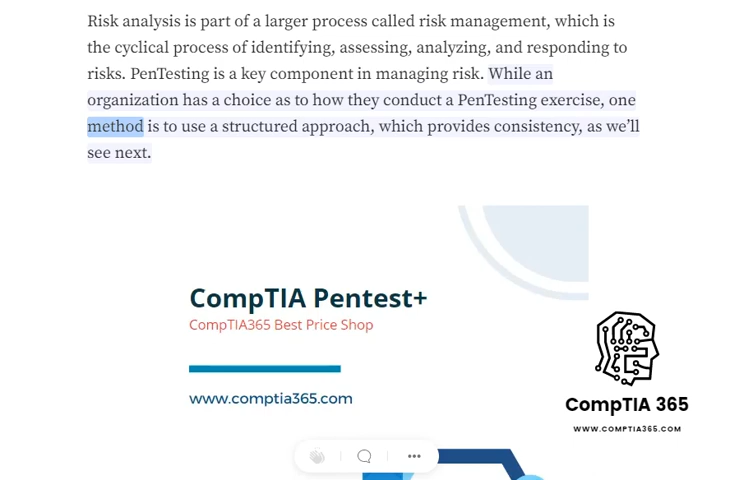 Risk analysis is part of a larger process called risk management, which is
the cyclical process of identifying, assessing, analyzing, and responding to
risks. PenTesting is a key component in managing risk. While an
organization has a choice as to how they conduct a PenTesting exercise, one
method is to use a structured approach, which provides consistency, as we’ll
see next.
CompTIA Pentest+
CompTIA365 Best Price Shop
www.comptia365.com
CompTIA 365
WWW.COMPTIA365.COM